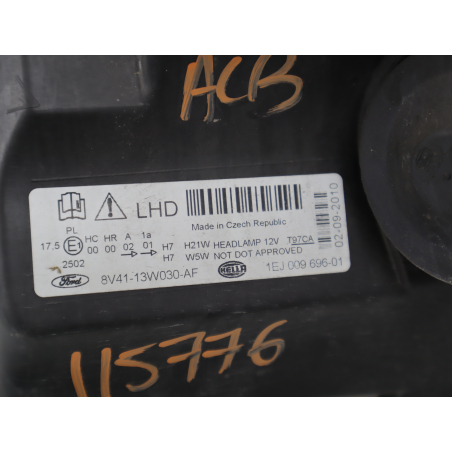 ACB
LHD
Made in Czech Republic
PL HC HR A 1a
17.5 E1 00 00 02 01 H7 H21W HEADLAMP 12V T97CA
2502 H7 W5W NOT DOT APPROVED
Ford 8V41-13W030-AF HELLA 1EJ 009 696-01
02-09-2010
115776